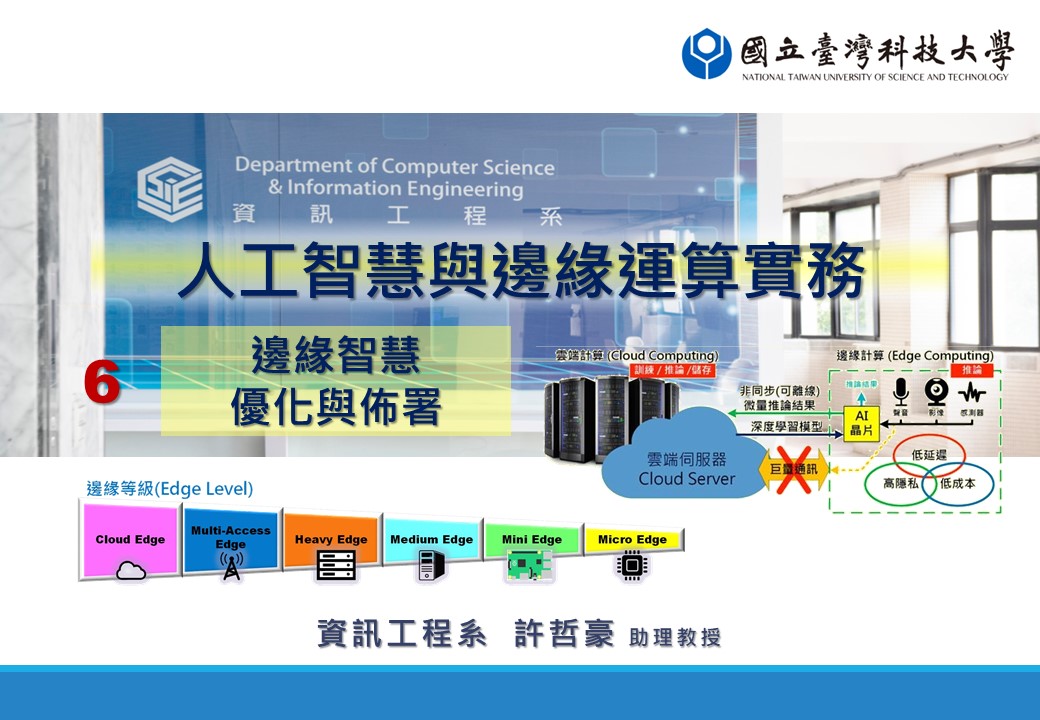 國立臺灣科技大學
NATIONAL TAIWAN UNIVERSITY OF SCIENCE AND TECHNOLOGY
Department of Computer Science
& Information Engineering
資訊工程系
人工智慧與邊緣運算實務
6
邊緣智慧
優化與佈署
雲端計算 (Cloud Computing)
訓練 / 推論 /儲存
非同步(可離線)
微量推論結果
深度學習模型
雲端伺服器
Cloud Server
巨量通訊
邊緣計算 (Edge Computing)
推論
推論結果
聲音
影像
感測器
AI
晶片
低延遲
高隱私
低成本
邊緣等級(Edge Level)
Cloud Edge
Multi-Access
Edge
Heavy Edge
Medium Edge
Mini Edge
Micro Edge
資訊工程系 許哲豪 助理教授